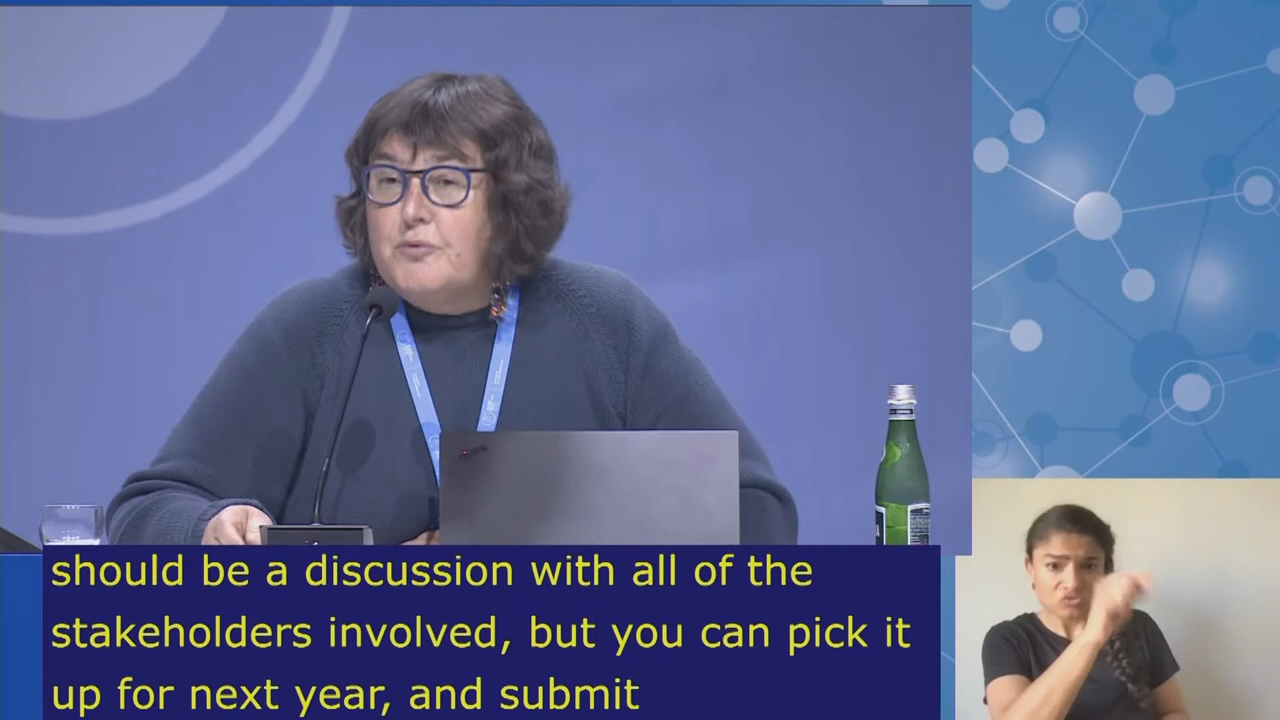 should be a discussion with all of the
stakeholders involved, but you can pick it
up for next year, and submit